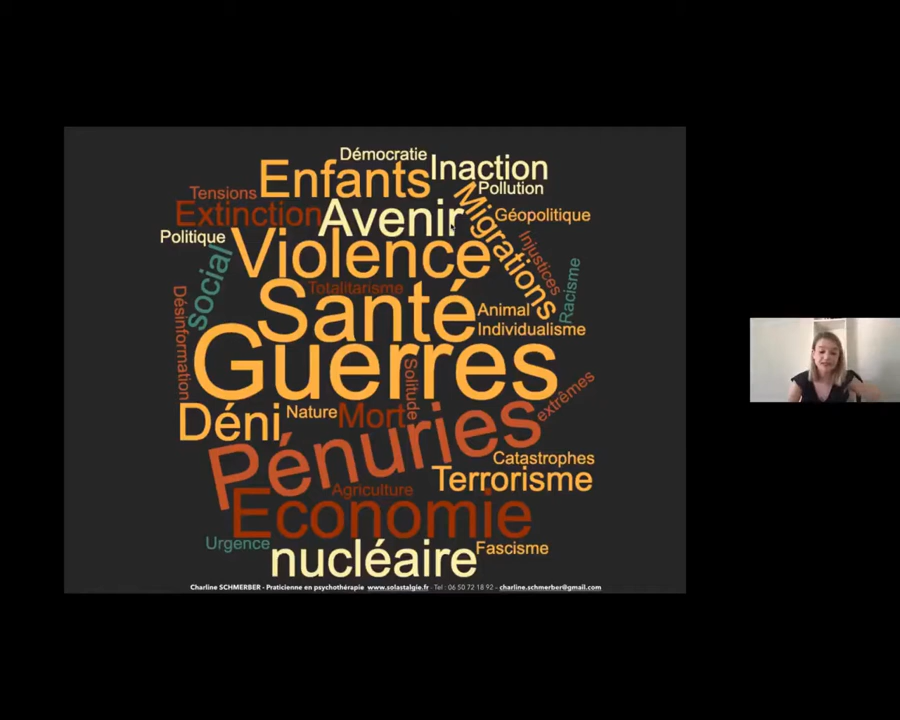 Démocratie
Enfants
Inaction
Pollution
Tensions
Extinction
Avenir
Migrations
Géopolitique
Politique
Violence
Injustices
social
Racisme
Totalitarisme
Santé
Animal
Désinformation
Individualisme
Guerres
Solitude
extrêmes
Déni
Nature
Mort
Pénuries
Catastrophes
Terrorisme
Agriculture
Economie
Urgence
nucléaire
Fascisme
Charline SCHMERBER - Praticienne en psychothérapie www.solastalgie.fr - Tel : 06 50 72 18 92 - charline.schmerber@gmail.com